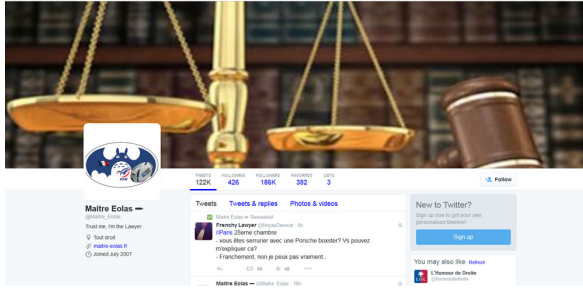 TWEETS FOLLOWING FOLLOWERS FAVORITES LISTS
122K 426 186K 382 3
Follow
Maitre Eolas
@Maitre_Eolas
Trust me, I'm the Lawyer.
Tout droit
maitre-eolas.fr
Joined July 2007
Tweets Tweets & replies Photos & videos
Maitre Eolas Retweeted
Frenchy Lawyer
#Paris 28eme chambre
- vous êtes serrurier avec une Porsche boxster? Vs pouvez
m'expliquer ca?
- Franchement, non je peux pas vraiment...
Maitre Eolas @Maitre_Eolas
New to Twitter?
Sign up now to get your own
personalized timeline!
Sign up
You may also like Refresh
L'Humour de Droite
@humourdedroite